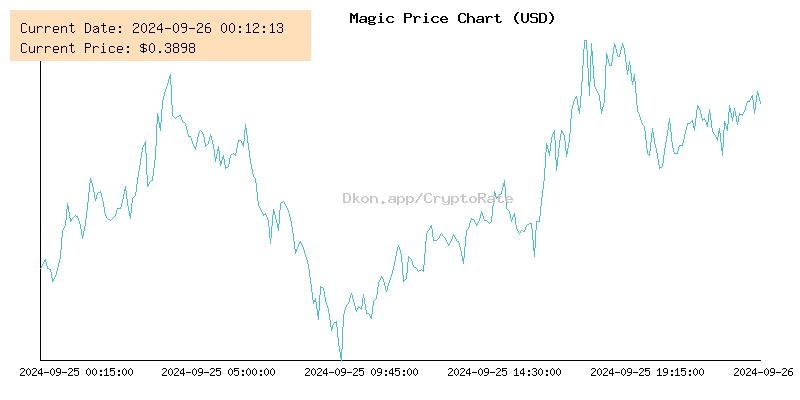 Magic Price Chart (USD)
Current Date: 2024-09-26 00:12:13
Current Price: $0.3898
Dkon.app/CryptoRate
2024-09-25 00:15:00
2024-09-25 05:00:00
2024-09-25 09:45:00
2024-09-25 14:30:00
2024-09-25 19:15:00
2024-09-26